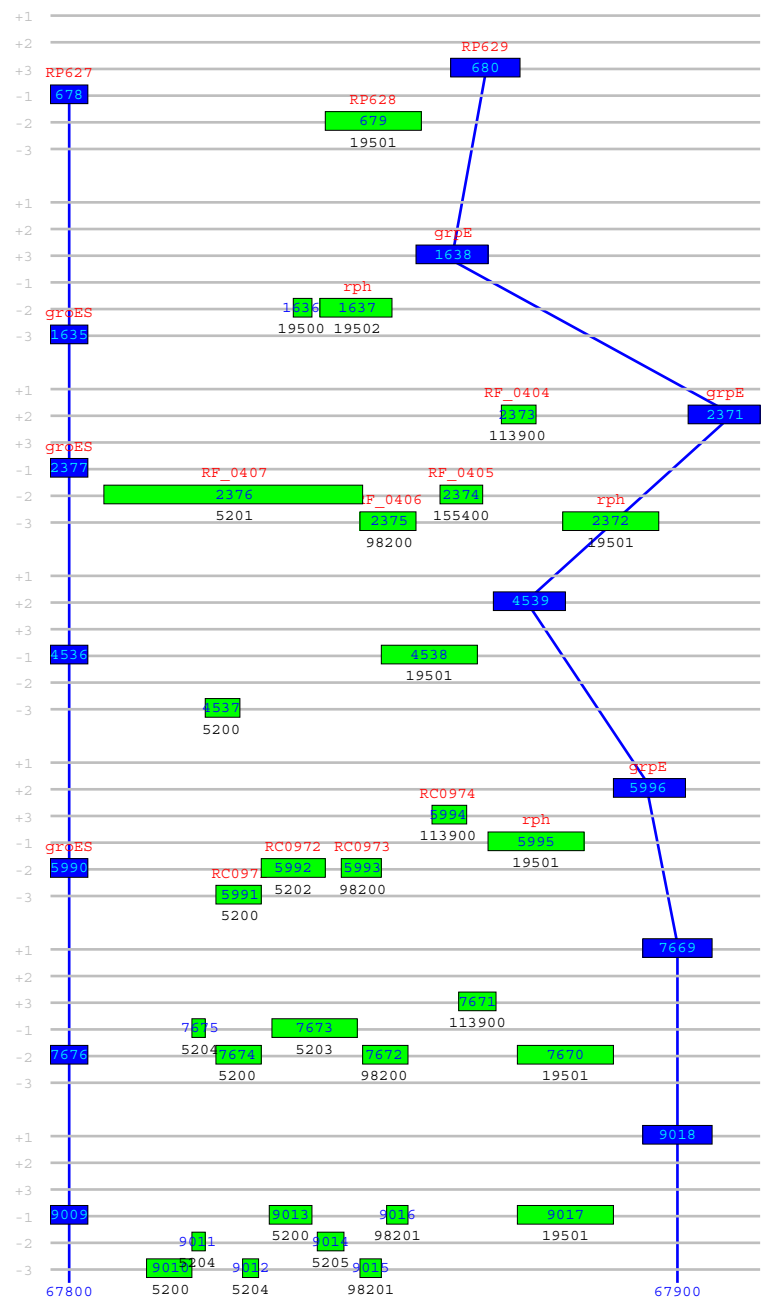 +1
+2
RP629
+3 680
RP627
-1 678
RP628
-2 679
19501
-3
+1
+2
grpE
+3 1638
-1
rph
-2 1636 1637
19500 19502
groES
-3 1635
+1
RF_0404 grpE
+2 2373 2371
113900
+3
groES
-1 2377
RF_0407 RF_0405
-2 2376 2374
5201 RF_0406 155400 rph
-3 2375 2372
98200 19501
+1
+2 4539
+3
-1 4536 4538
19501
-2
-3 4537
5200
+1
grpE
+2 5996
RC0974
+3 5994
113900 rph
-1 5995
19501
groES RC0972 RC0973
-2 5990 5992 5993
RC097 5202 98200
-3 5991
5200
+1 7669
+2
+3 7671
113900
-1 7675 7673
5204 5203
-2 7676 7674 7672 7670
5200 98200 19501
-3
+1 9018
+2
+3
-1 9009 9013 9016 9017
5200 98201 19501
-2 9011 9014
5204 5205
-3 9010 9012 9015
5200 5204 98201
67800 67900